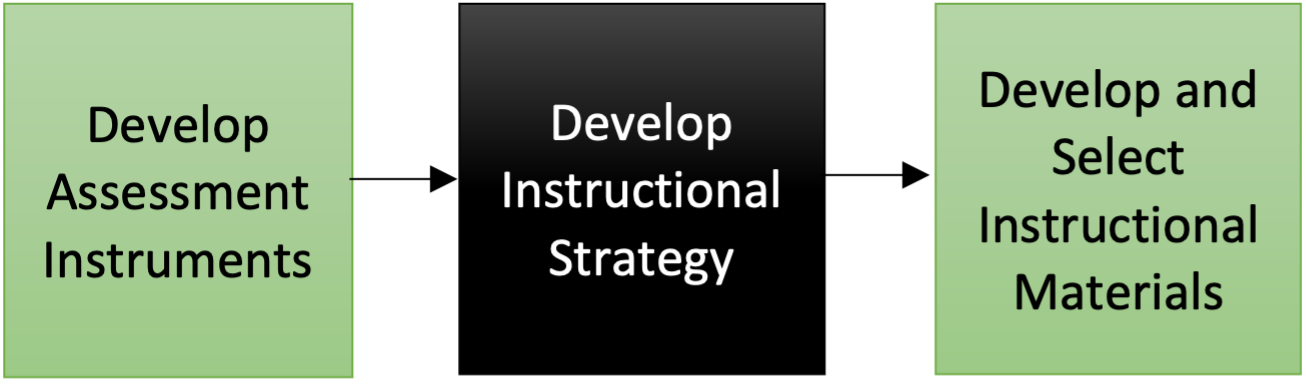 Develop
Assessment
Instruments
Develop
Instructional
Strategy
Develop and
Select
Instructional
Materials